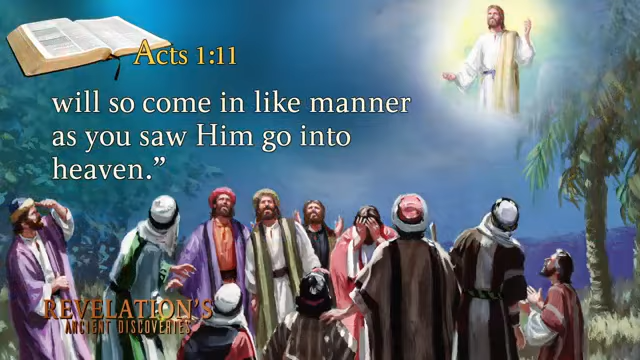 Acts 1:11
will so come in like manner
as you saw Him go into
heaven.”
REVELATION'S
ANCIENT DISCOVERIES